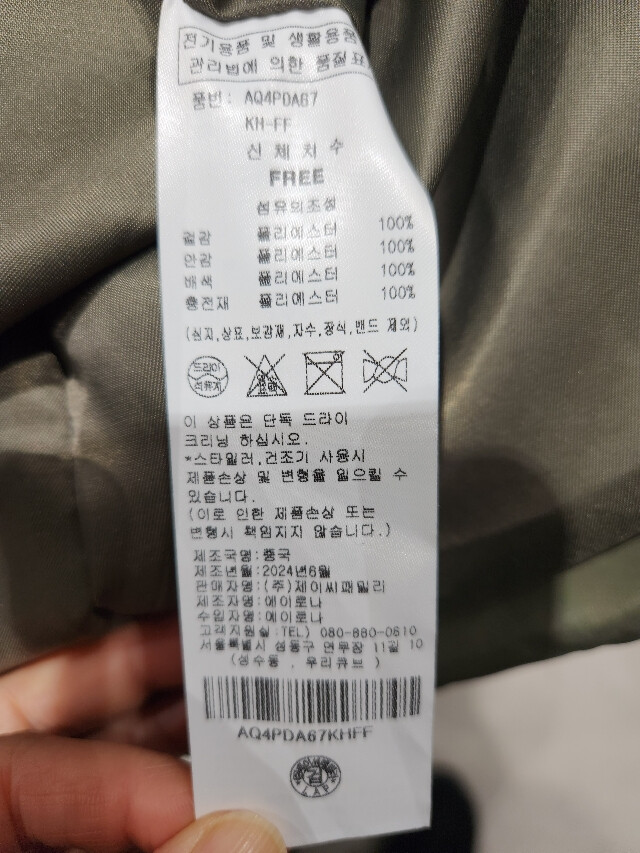 전기용품 및 생활용품
관리법에 의한 품질표
품번: AQ4PDA67
KH-FF
신체치수
FREE
섬유의조성
겉감 폴리에스터 100%
안감 폴리에스터 100%
배색 폴리에스터 100%
충전재 폴리에스터 100%
(심지,상표,보강재,자수,장식,밴드 제외)
드라이
석유계
이 상품은 단독 드라이
크리닝 하십시오.
*스타일러,건조기 사용시
제품손상 및 변형을 일으킬 수
있습니다.
(이로 인한 제품손상 또는
변형시 책임지지 않습니다.)
제조국명:중국
제조년월:2024년6월
판매자명:(주)제이씨패밀리
제조자명:에이로나
수입자명:에이로나
고객지원실:TEL) 080-880-0610
서울특별시 성동구 연무장 11길 10
(성수동, 우리큐브)
AQ4PDA67KHFF
검
LAP